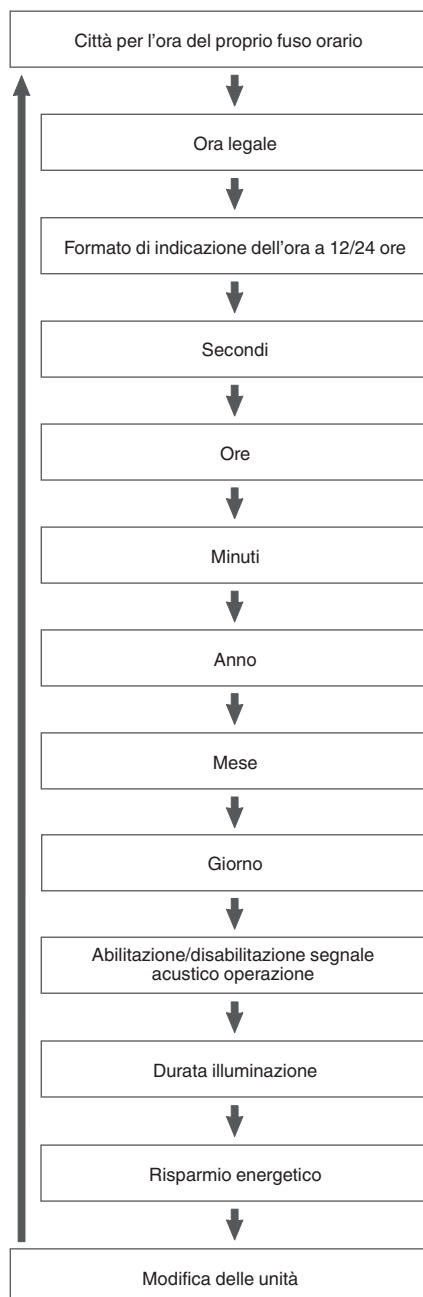 Città per l'ora del proprio fuso orario
Ora legale
Formato di indicazione dell'ora a 12/24 ore
Secondi
Ore
Minuti
Anno
Mese
Giorno
Abilitazione/disabilitazione segnale
acustico operazione
Durata illuminazione
Risparmio energetico
Modifica delle unità